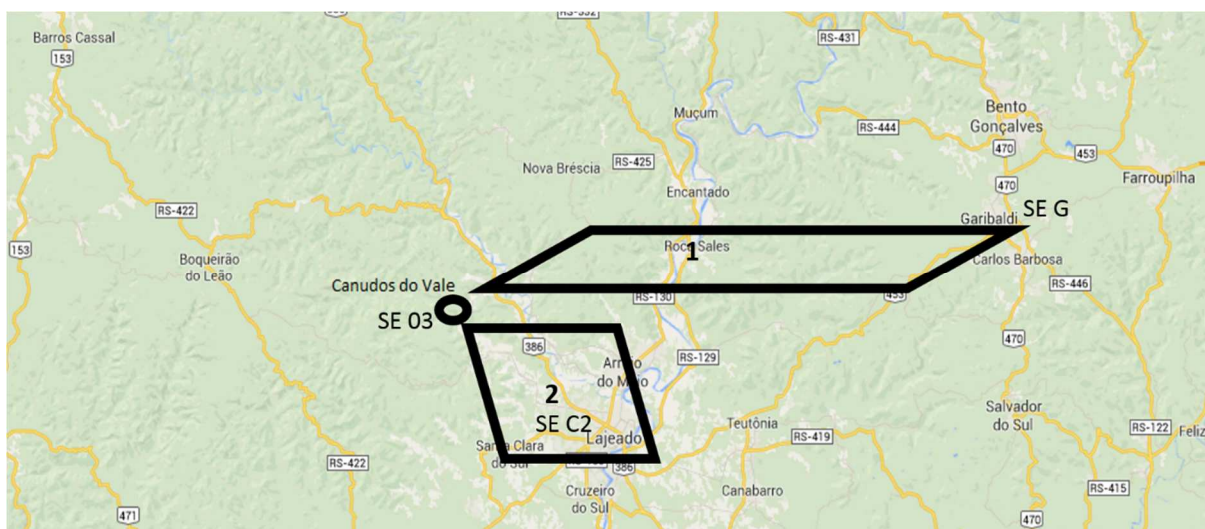 RS-332
Barros Cassal
153
RS-431
Muçum
Bento
Gonçalves
RS-444
470
453
RS-425
Nova Bréscia
Farroupilha
Encantado
470
RS-422
SE G
Garibaldi
153
1
Roca Sales
Boqueirão
do Leão
Carlos Barbosa
Canudos do Vale
RS-446
RS-130
453
SE 03
470
386
RS-129
Arroio
do Meio
2
SE C2
Salvador
do Sul
Teutônia
RS-122
Feliz
Lajeado
RS-419
Santa Clara
do Sul
RS-422
386
Cruzeiro
do Sul
Canabarro
RS-415
471
470